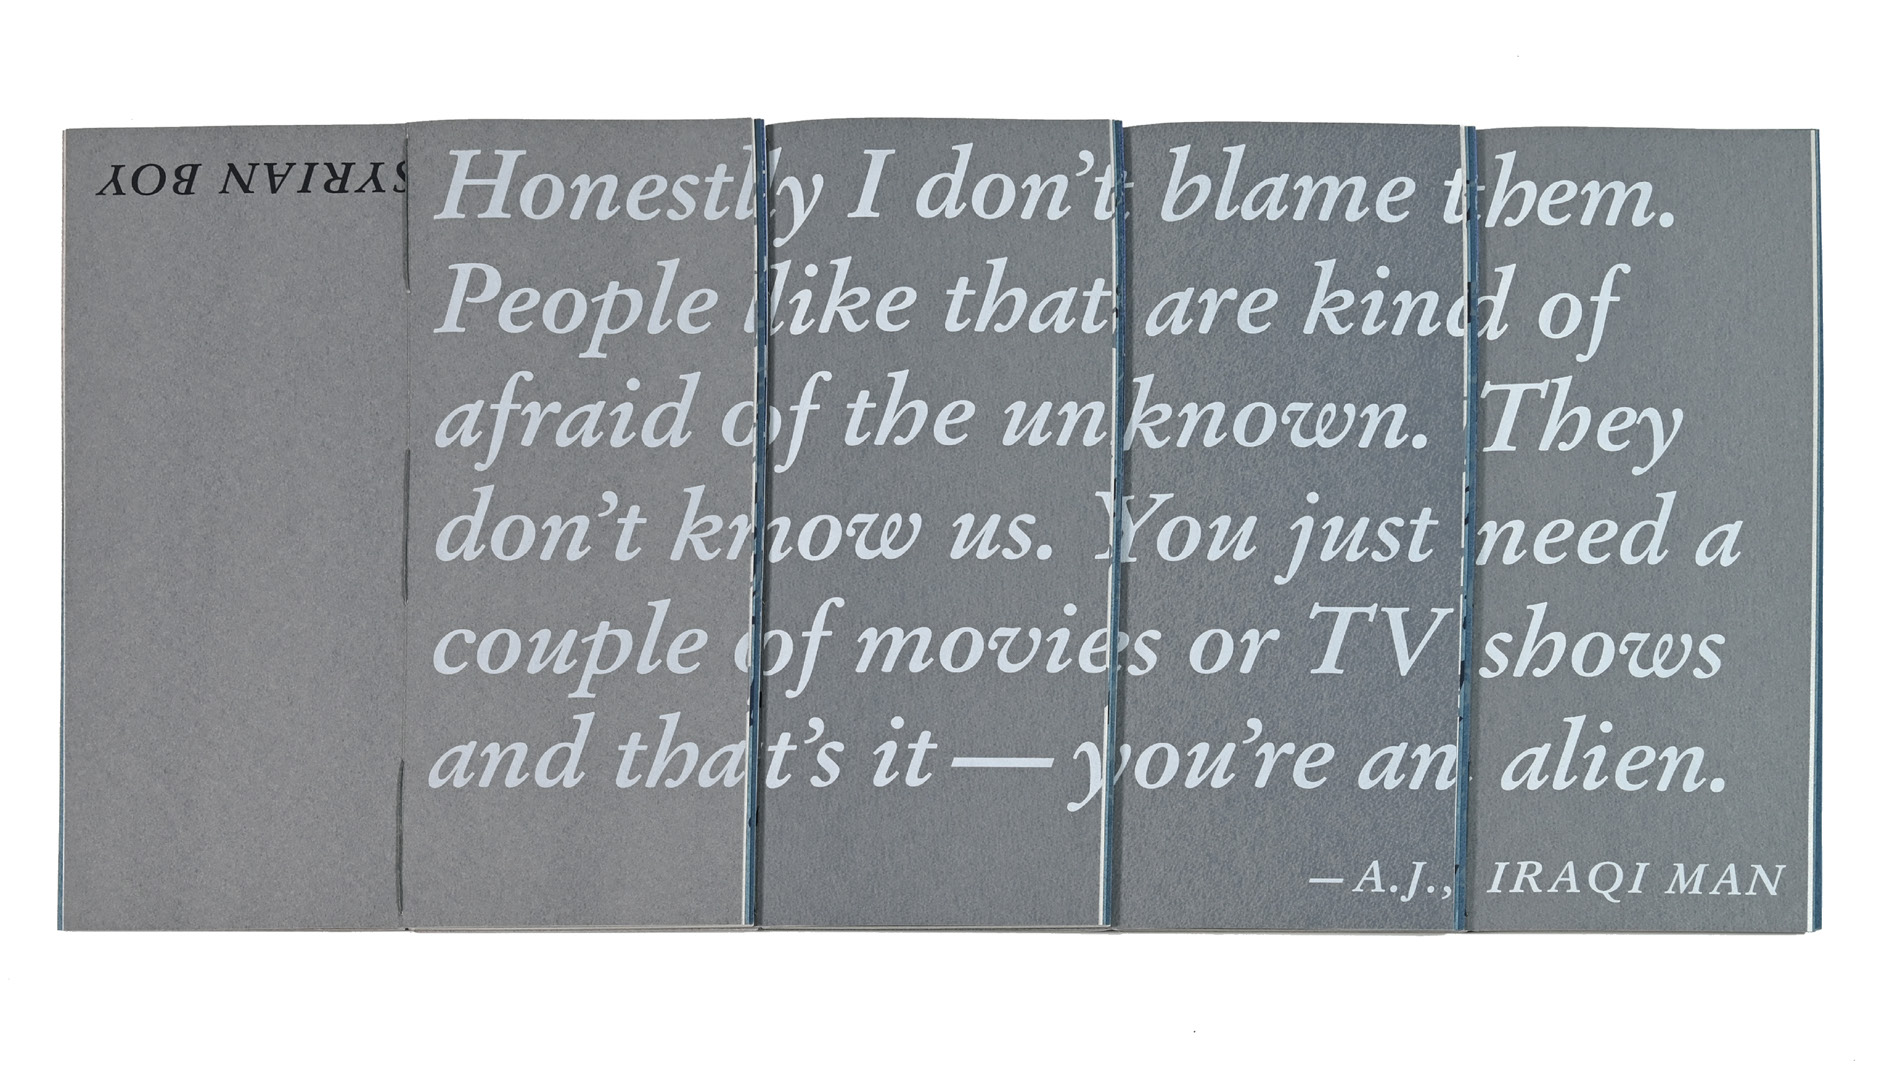 SYRIAN BOY
Honestly I don't blame them.
People like that are kind of
afraid of the unknown. They
don't know us. You just need a
couple of movies or TV shows
and that's it—you're an alien.
—A.J., IRAQI MAN